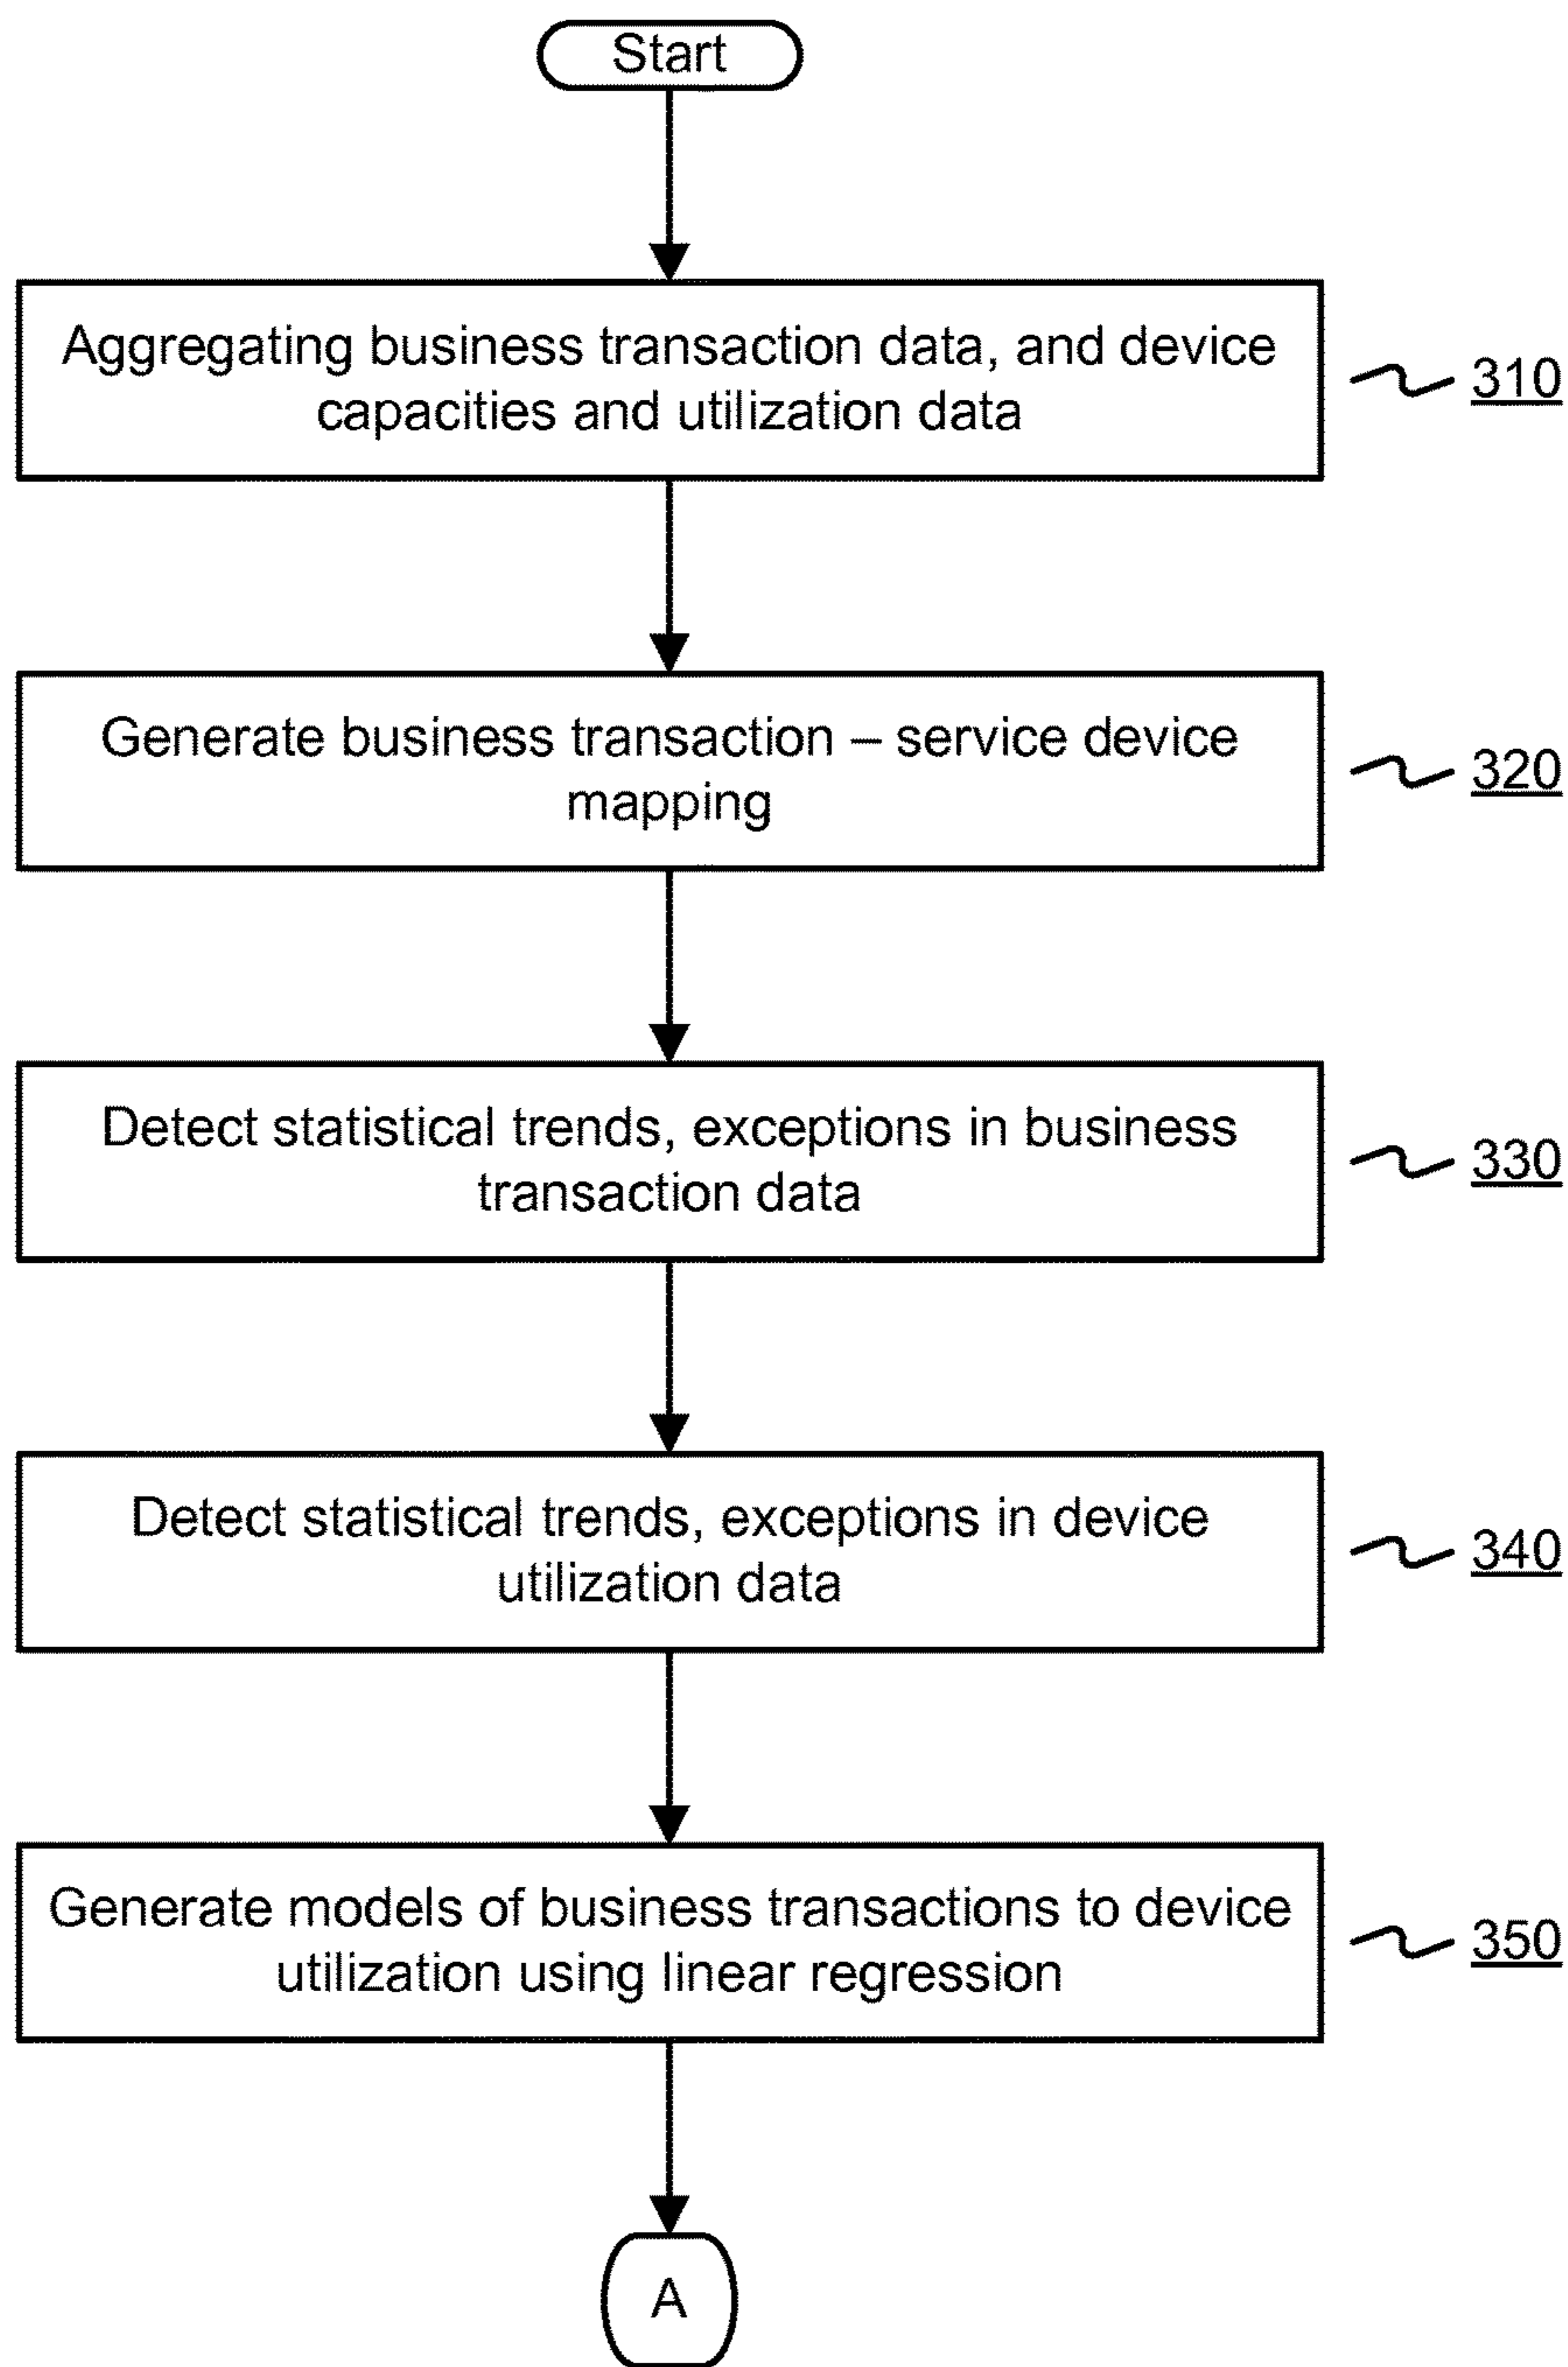 Start
Aggregating business transaction data, and device
capacities and utilization data
310
Generate business transaction – service device
mapping
320
Detect statistical trends, exceptions in business
transaction data
330
Detect statistical trends, exceptions in device
utilization data
340
Generate models of business transactions to device
utilization using linear regression
350
A